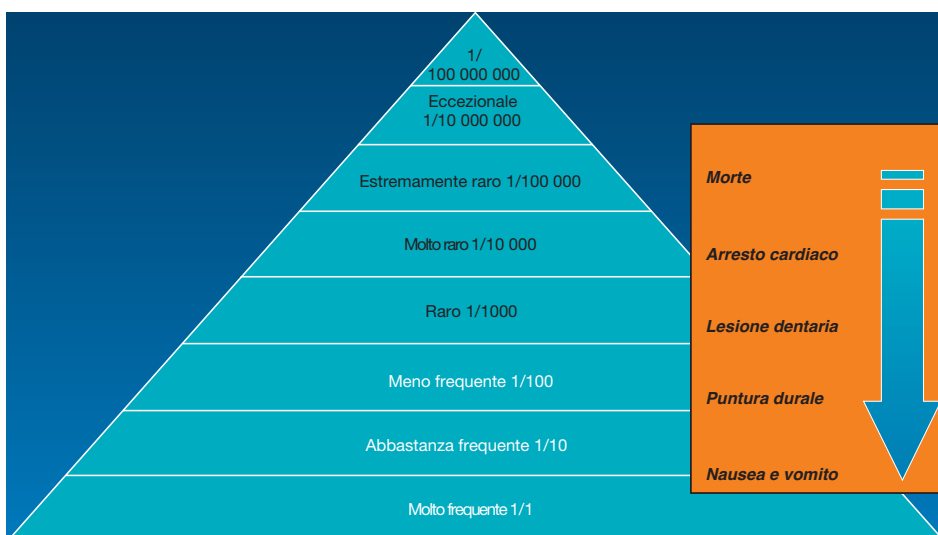 1/
100 000 000
Eccezionale
1/10 000 000
Estremamente raro 1/100 000
Molto raro 1/10 000
Raro 1/1000
Meno frequente 1/100
Abbastanza frequente 1/10
Molto frequente 1/1
Morte
Arresto cardiaco
Lesione dentaria
Puntura durale
Nausea e vomito